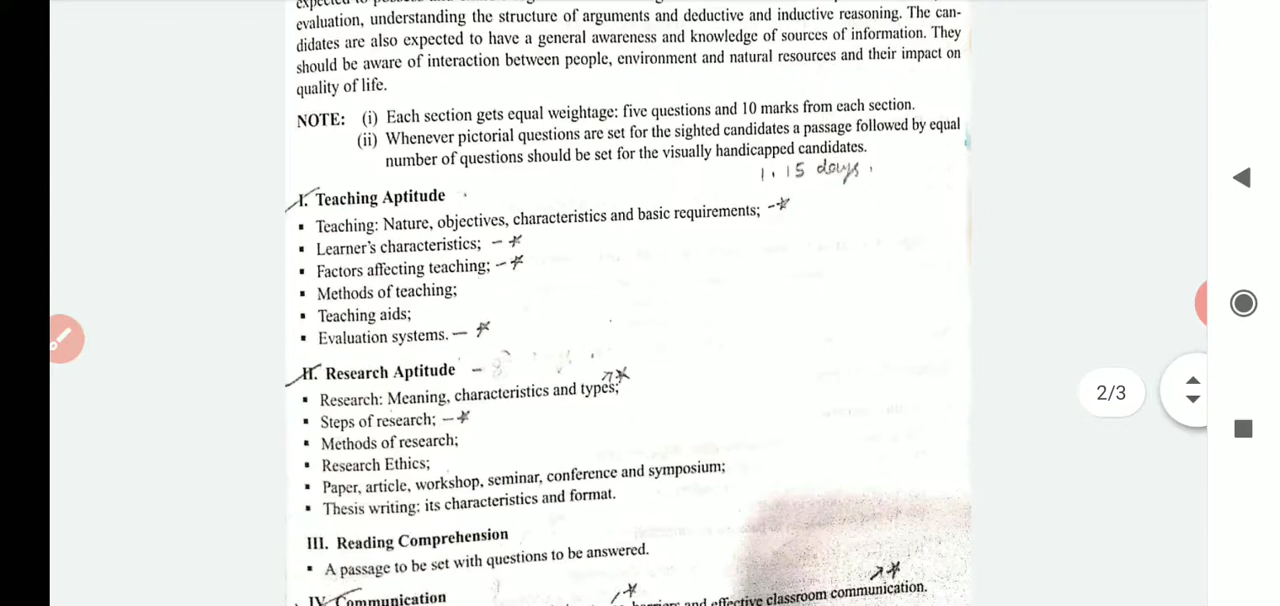 evaluation, understanding the structure of arguments and deductive and inductive reasoning. The can-
didates are also expected to have a general awareness and knowledge of sources of information. They
should be aware of interaction between people, environment and natural resources and their impact on
quality of life.
NOTE: (i) Each section gets equal weightage: five questions and 10 marks from each section.
(ii) Whenever pictorial questions are set for the sighted candidates a passage followed by equal
number of questions should be set for the visually handicapped candidates.
1. 15 days.
I. Teaching Aptitude
▪ Teaching: Nature, objectives, characteristics and basic requirements;
▪ Learner's characteristics;
▪ Factors affecting teaching;
▪ Methods of teaching;
▪ Teaching aids;
▪ Evaluation systems.
II. Research Aptitude
▪ Research: Meaning, characteristics and types;
▪ Steps of research;
▪ Methods of research;
▪ Research Ethics;
▪ Paper, article, workshop, seminar, conference and symposium;
▪ Thesis writing: its characteristics and format.
III. Reading Comprehension
▪ A passage to be set with questions to be answered.
IV. Communication
and effective classroom communication.
2/3